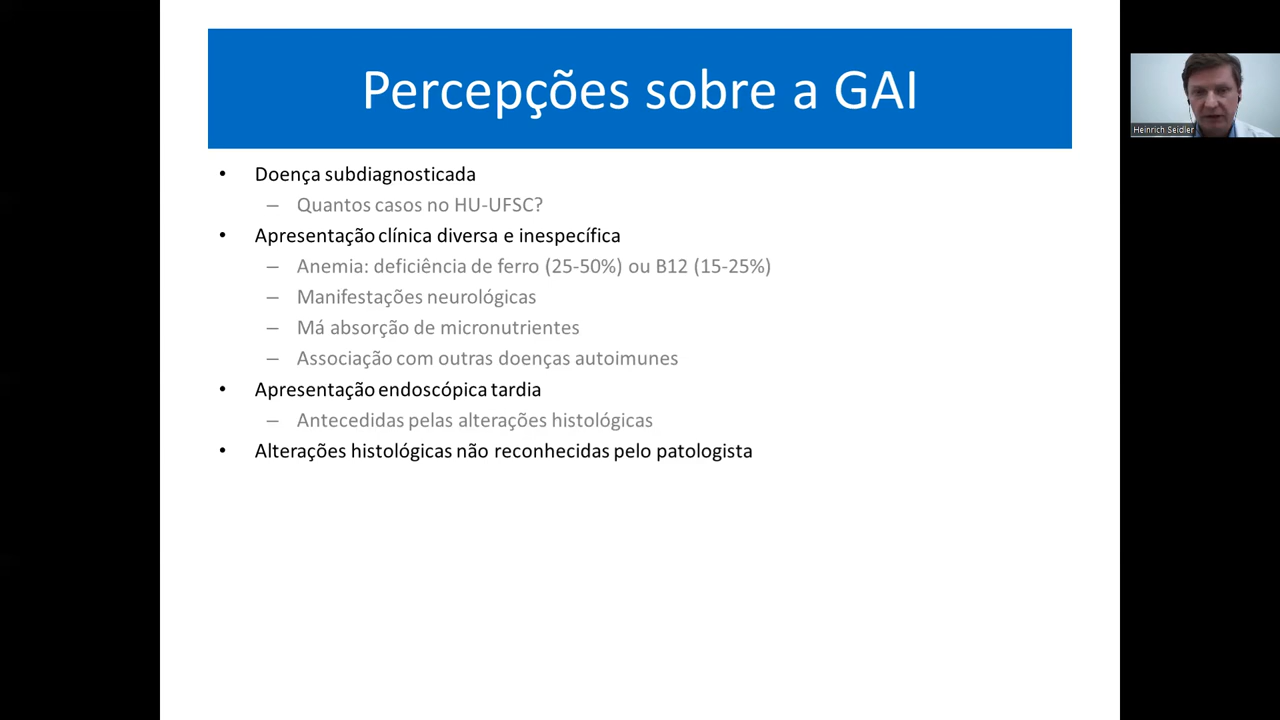 Percepções sobre a GAI
• Doença subdiagnosticada
– Quantos casos no HU-UFSC?
• Apresentação clínica diversa e inespecífica
– Anemia: deficiência de ferro (25-50%) ou B12 (15-25%)
– Manifestações neurológicas
– Má absorção de micronutrientes
– Associação com outras doenças autoimunes
• Apresentação endoscópica tardia
– Antecedidas pelas alterações histológicas
• Alterações histológicas não reconhecidas pelo patologista
Heinrich Seidler